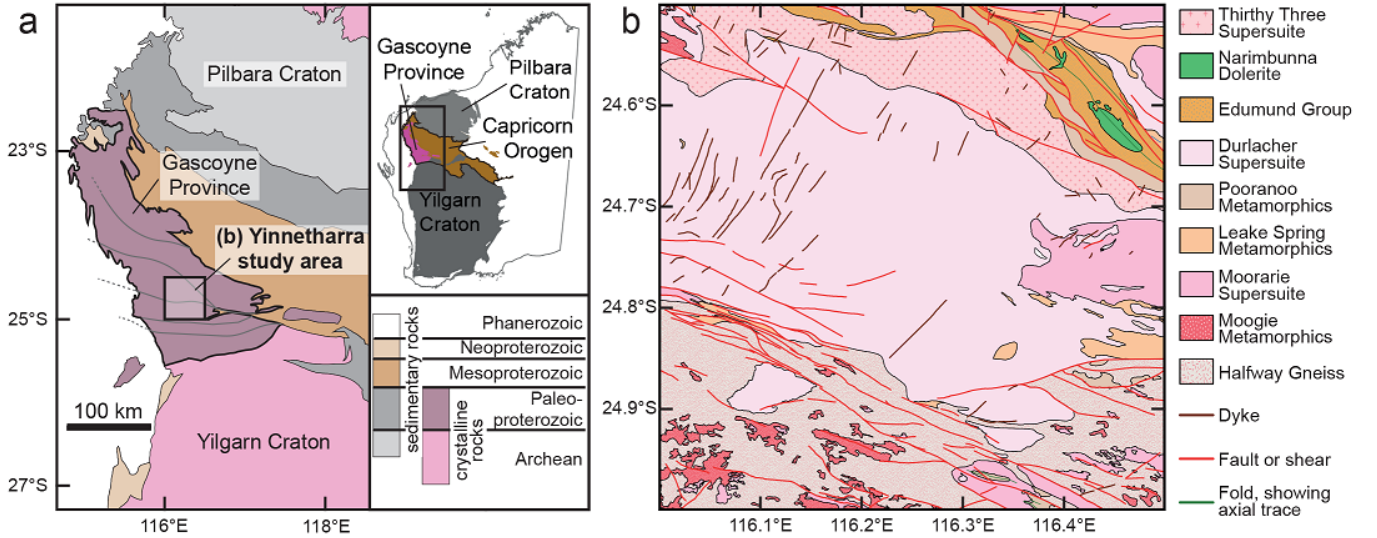 a
Pilbara Craton
23°S
Gascoyne
Province
(b) Yinnetharra
study area
25°S
100 km
Yilgarn Craton
27°S
116°E
118°E
Gascoyne
Province
Pilbara
Craton
Capricorn
Orogen
Yilgarn
Craton
sedimentary rocks
crystalline
rocks
Phanerozoic
Neoproterozoic
Mesoproterozoic
Paleo-
proterozoic
Archean
b
24.6°S
24.7°S
24.8°S
24.9°S
116.1°E
116.2°E
116.3°E
116.4°E
Thirthy Three
Supersuite
Narimbunna
Dolerite
Edumund Group
Durlacher
Supersuite
Pooranoo
Metamorphics
Leake Spring
Metamorphics
Moorarie
Supersuite
Moogie
Metamorphics
Halfway Gneiss
Dyke
Fault or shear
Fold, showing
axial trace